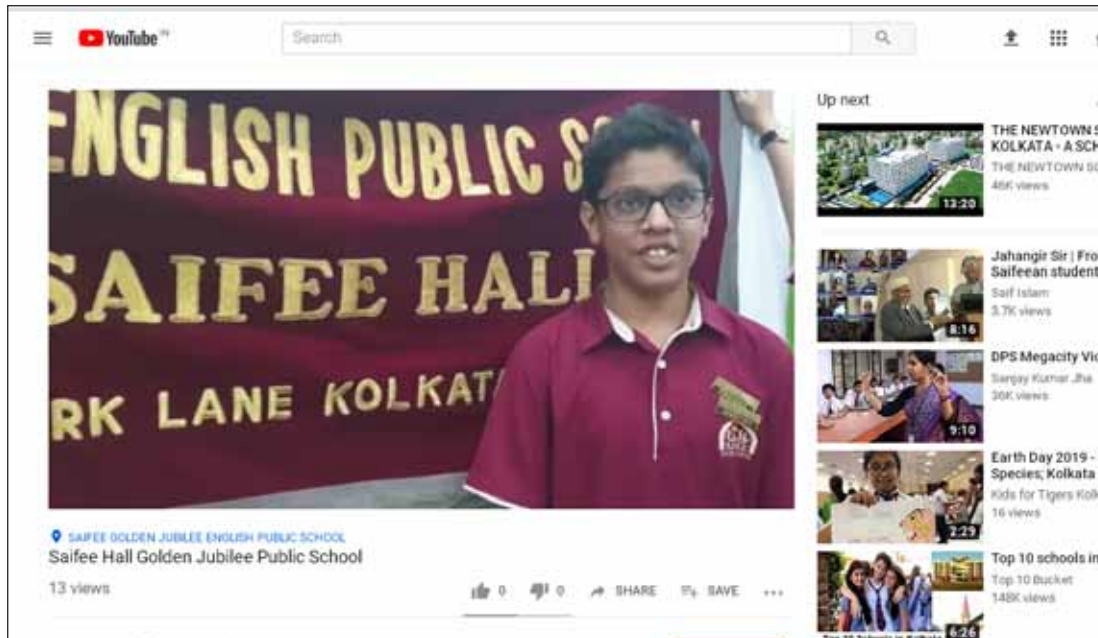 YouTube IN
Search
ENGLISH PUBLIC
SAIFEE HALL
RK LANE KOLKAT
SAIFEE GOLDEN JUBILEE ENGLISH PUBLIC SCHOOL
Saifee Hall Golden Jubilee Public School
13 views
0
0
SHARE
SAVE
Up next
13:20
THE NEWTOWN S
KOLKATA - A SCH
THE NEWTOWN SC
46K views
8:16
Jahangir Sir | Fro
Saifeean student
Saif Islam
3.7K views
9:10
DPS Megacity Vi
Sanjay Kumar Jha
36K views
2:29
Earth Day 2019 -
Species; Kolkata
Kids for Tigers Kolk
16 views
6:26
Top 10 schools in
Top 10 Bucket
148K views